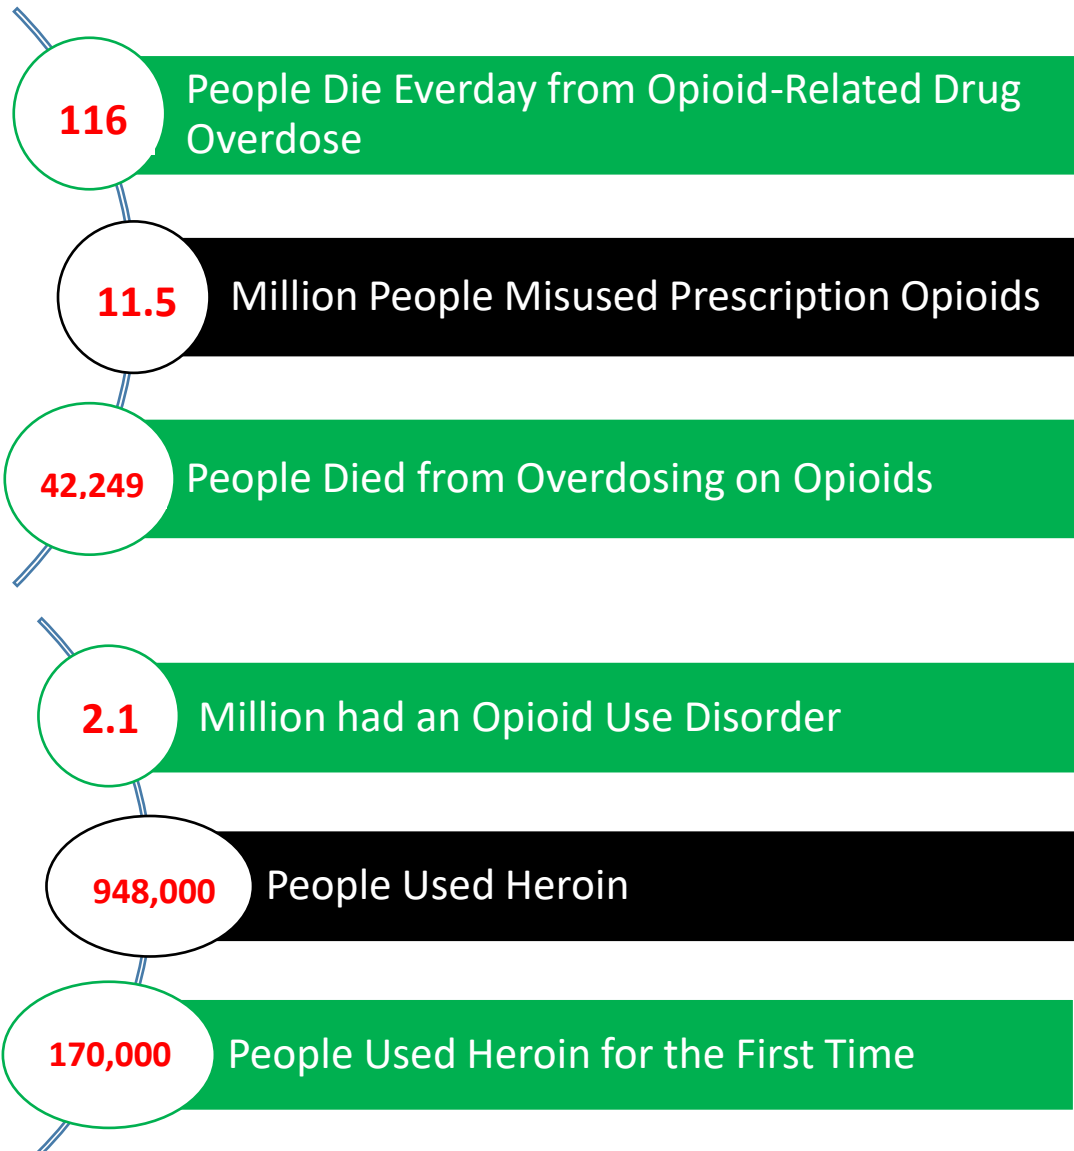 116
People Die Everday from Opioid-Related Drug
Overdose
11.5
Million People Misused Prescription Opioids
42,249
People Died from Overdosing on Opioids
2.1
Million had an Opioid Use Disorder
948,000
People Used Heroin
170,000
People Used Heroin for the First Time